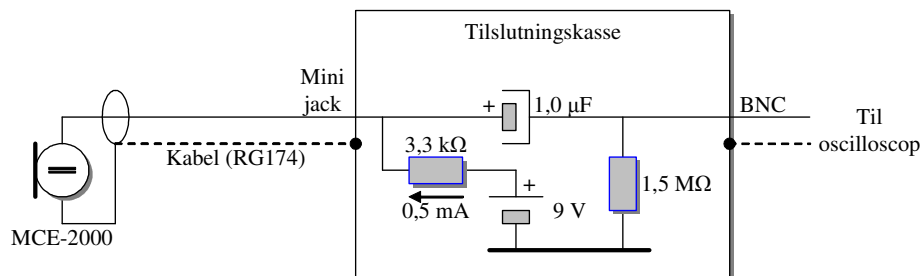 Tilslutningskasse
Mini
jack
+
1,0 μF
BNC
Til
oscilloscop
Kabel (RG174)
3,3 kΩ
+
0,5 mA
9 V
1,5 MΩ
MCE-2000